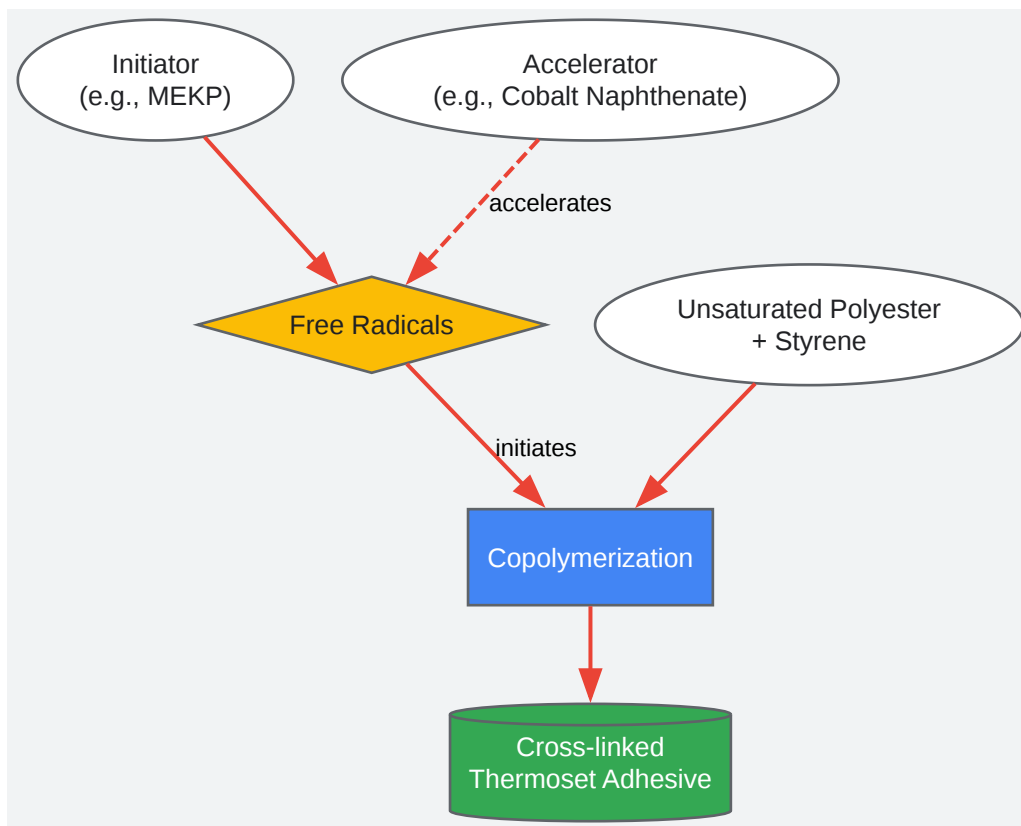 Initiator
(e.g., MEKP)
Accelerator
(e.g., Cobalt Naphthenate)
accelerates
Free Radicals
Unsaturated Polyester
+ Styrene
initiates
Copolymerization
Cross-linked
Thermoset Adhesive